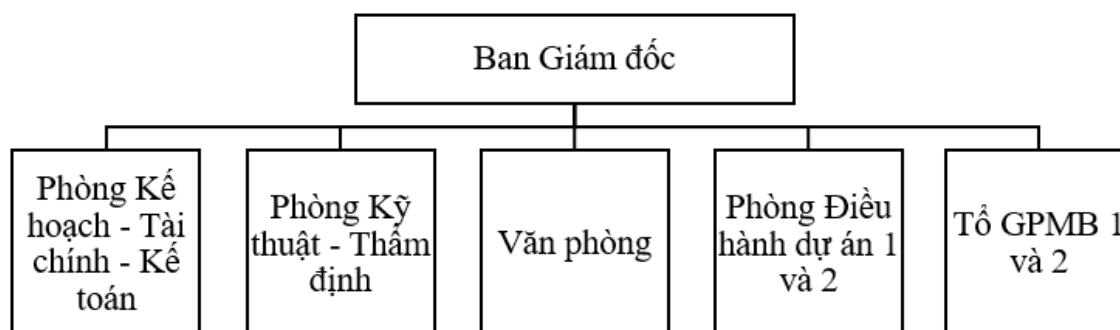 Ban Giám đốc
Phòng Kế
hoạch - Tài
chính - Kế
toán
Phòng Kỹ
thuật - Thẩm
định
Văn phòng
Phòng Điều
hành dự án 1
và 2
Tổ GPMB 1
và 2